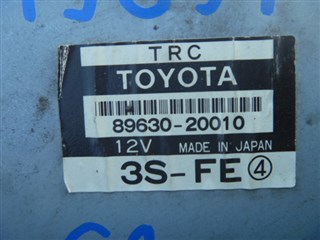 TRC
TOYOTA
89630-20010
12V MADE IN JAPAN
3S-FE④